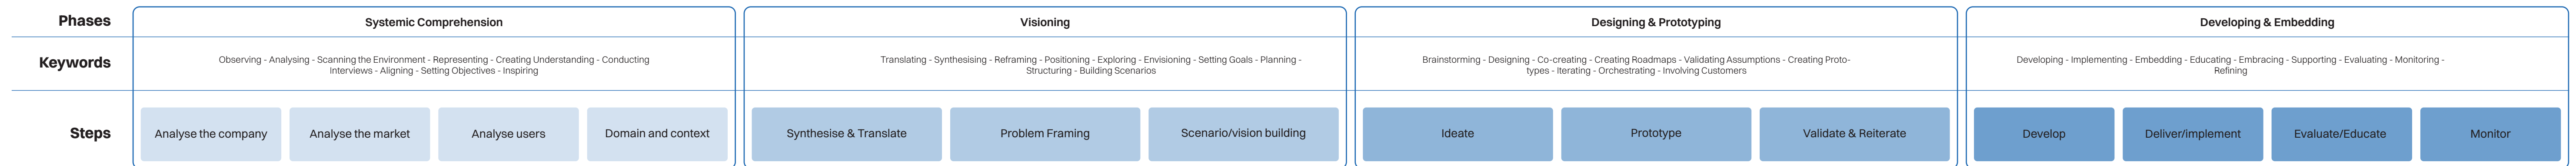 Phases
Systemic Comprehension
Visioning
Designing & Prototyping
Developing & Embedding
Keywords
Observing - Analysing - Scanning the Environment - Representing - Creating Understanding - Conducting
Interviews - Aligning - Setting Objectives - Inspiring
Translating - Synthesising - Reframing - Positioning - Exploring - Envisioning - Setting Goals - Planning -
Structuring - Building Scenarios
Brainstorming - Designing - Co-creating - Creating Roadmaps - Validating Assumptions - Creating Proto-
types - Iterating - Orchestrating - Involving Customers
Developing - Implementing - Embedding - Educating - Embracing - Supporting - Evaluating - Monitoring -
Refining
Steps
Analyse the company
Analyse the market
Analyse users
Domain and context
Synthesise & Translate
Problem Framing
Scenario/vision building
Ideate
Prototype
Validate & Reiterate
Develop
Deliver/implement
Evaluate/Educate
Monitor